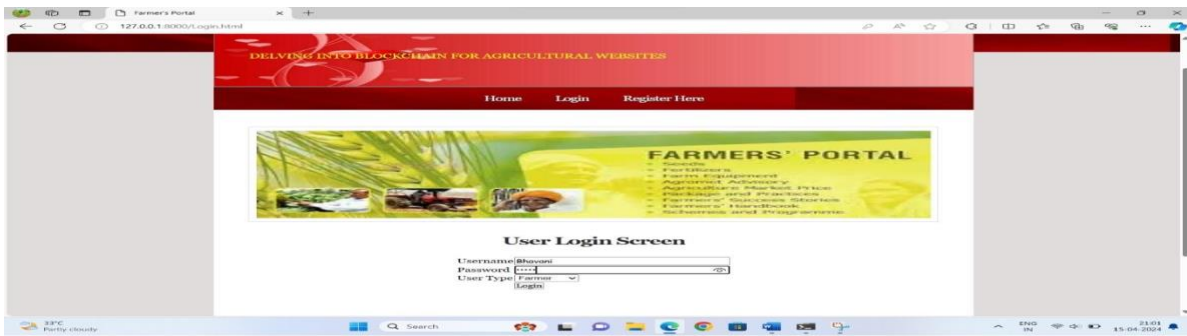 Farmer's Portal
127.0.0.1:8000/Login.html
DELVING INTO BLOCKCHAIN FOR AGRICULTURAL WEBSITES
Home Login Register Here
FARMERS' PORTAL
- Seeds
- Fertilizers
- Farm Equipment
- Agromet Advisory
- Agriculture Market Price
- Package and Practices
- Farmers' Success Stories
- Farmers' Handbook
- Schemes and Programme
User Login Screen
Username Bhavani
Password •••••
User Type Farmer
Login
33°C
Partly cloudy
Search
ENG
IN
21:01
15-04-2024